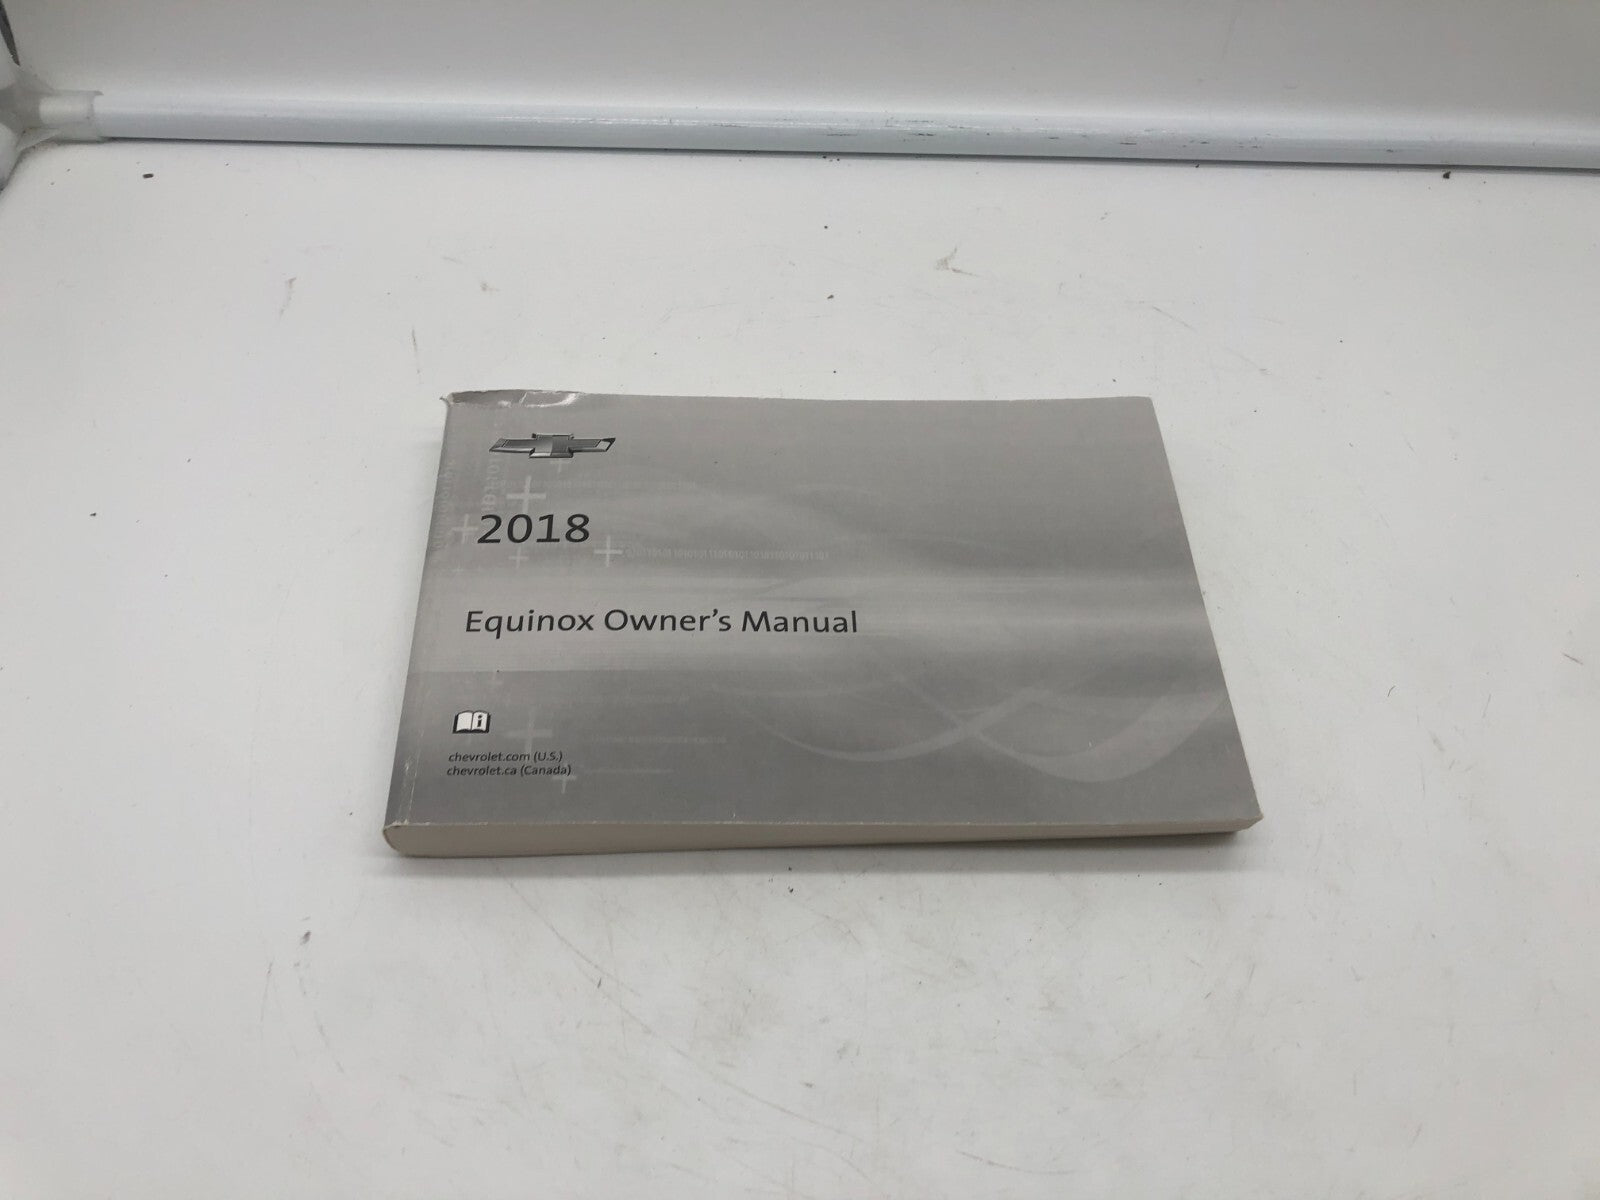 2018
Equinox Owner's Manual
i
chevrolet.com (U.S.)
chevrolet.ca (Canada)